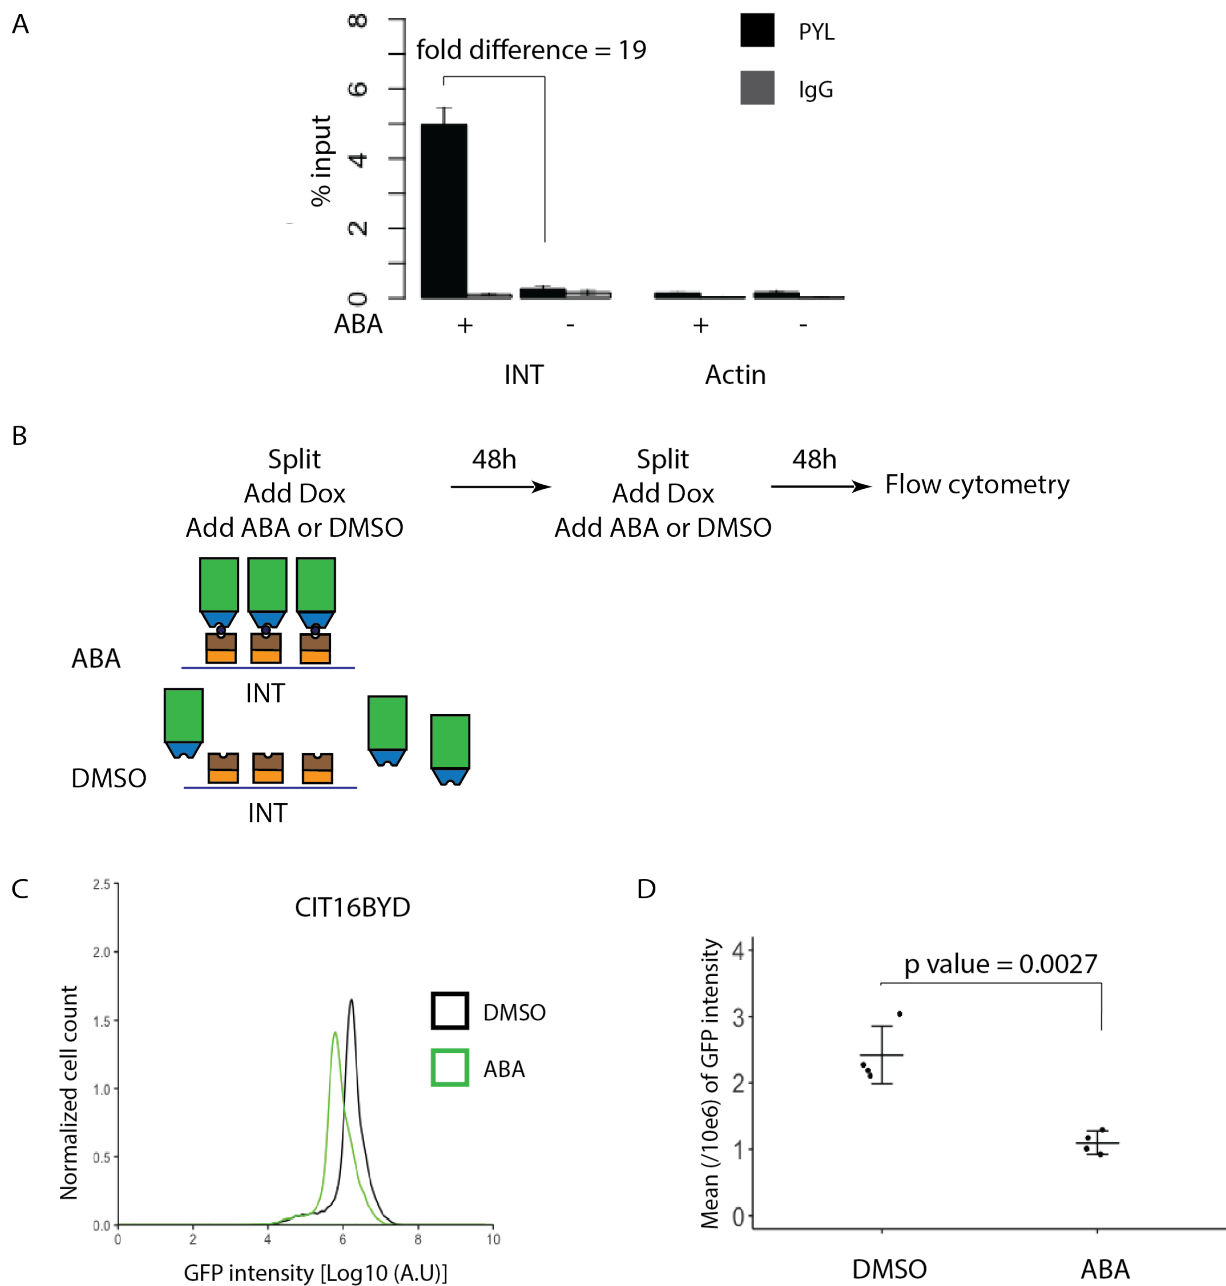 A
fold difference = 19
PYL
IgG
% input
8
6
4
2
0
ABA
+
-
+
-
INT
Actin
B
Split
Add Dox
Add ABA or DMSO
48h
Split
Add Dox
Add ABA or DMSO
48h
Flow cytometry
ABA
INT
DMSO
INT
C
CIT16BYD
DMSO
ABA
Normalized cell count
2.5
2.0
1.5
1.0
0.5
0.0
0
2
4
6
8
10
GFP intensity [Log10 (A.U)]
D
p value = 0.0027
Mean (/10e6) of GFP intensity
4
3
2
1
0
DMSO
ABA